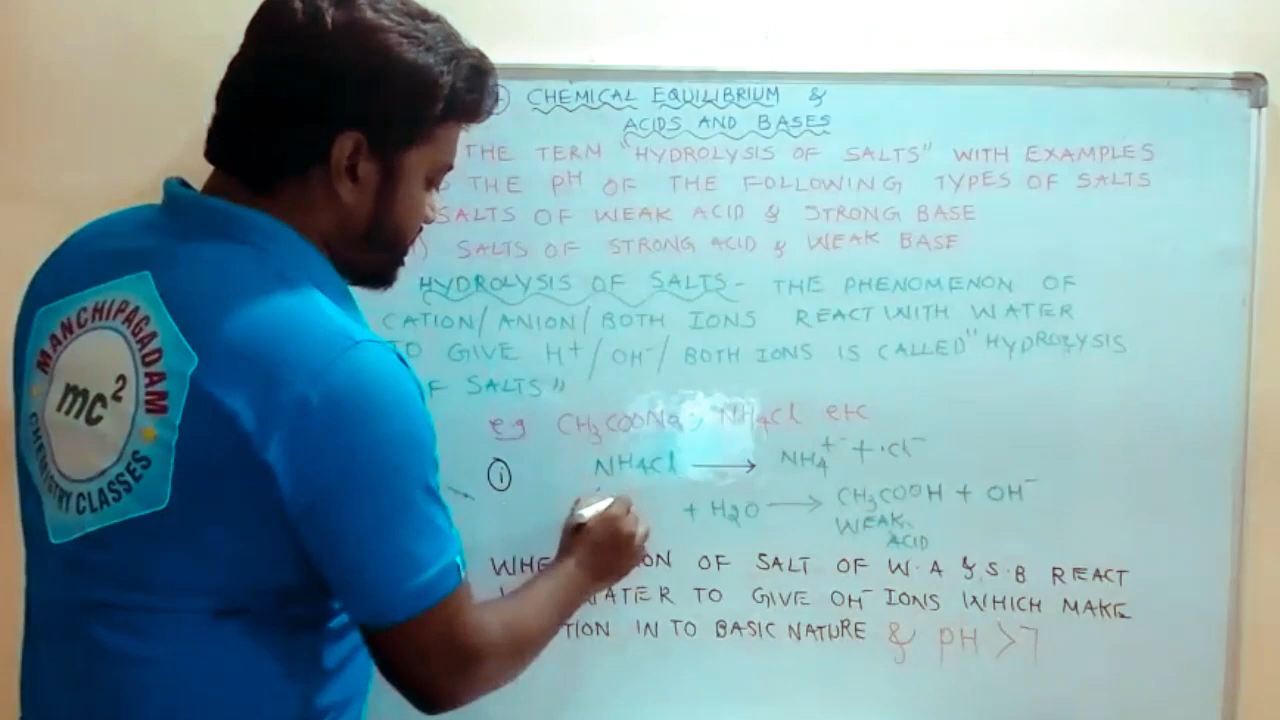 MANCHIPAGADAM
mc²
CHEMISTRY CLASSES
CHEMICAL EQUILIBRIUM &
ACIDS AND BASES
THE TERM "HYDROLYSIS OF SALTS" WITH EXAMPLES
THE PH OF THE FOLLOWING TYPES OF SALTS
SALTS OF WEAK ACID & STRONG BASE
) SALTS OF STRONG ACID & WEAK BASE
HYDROLYSIS OF SALTS - THE PHENOMENON OF
CATION/ANION/BOTH IONS REACT WITH WATER
TO GIVE H⁺/OH⁻/BOTH IONS IS CALLED "HYDROLYSIS
F SALTS"
eg CH₃COONa, NH₄Cl etc
(i) NH₄Cl ⟶ NH₄⁺ + Cl⁻
+ H₂O ⟶ CH₃COOH + OH⁻
WEAK
ACID
WHE ON OF SALT OF W.A & S.B REACT
ATER TO GIVE OH⁻ IONS WHICH MAKE
TION IN TO BASIC NATURE & pH >7